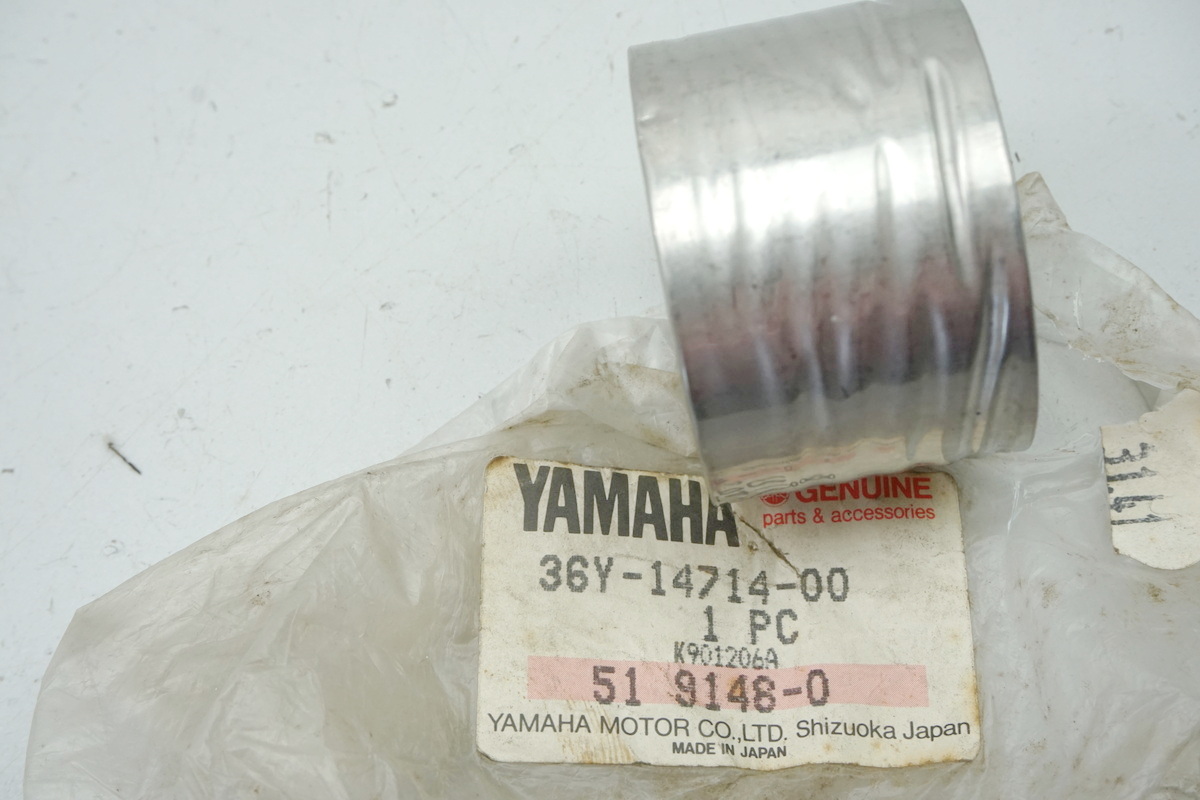 YAMAHA GENUINE
parts & accessories
36Y-14714-00
1 PC
K901206A
51 9148-0
YAMAHA MOTOR CO.,LTD. Shizuoka Japan
MADE IN JAPAN